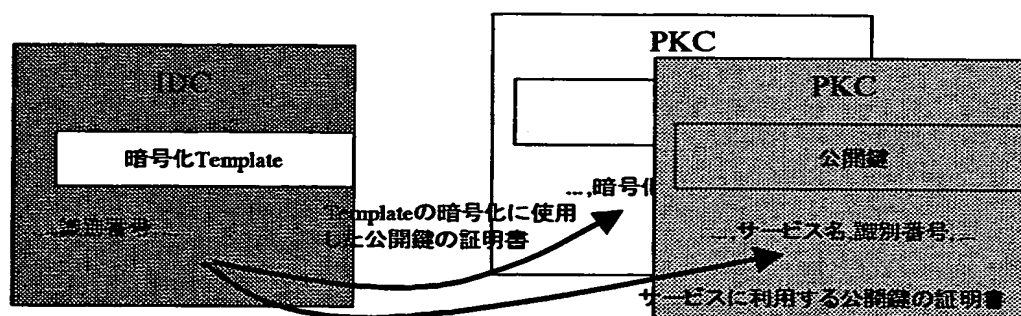 PKC
IDC
PKC
暗号化Template
公開鍵
...,暗号化
...,識別番号,...
Templateの暗号化に使用
した公開鍵の証明書
...,サービス名,識別番号,...
サービスに利用する公開鍵の証明書